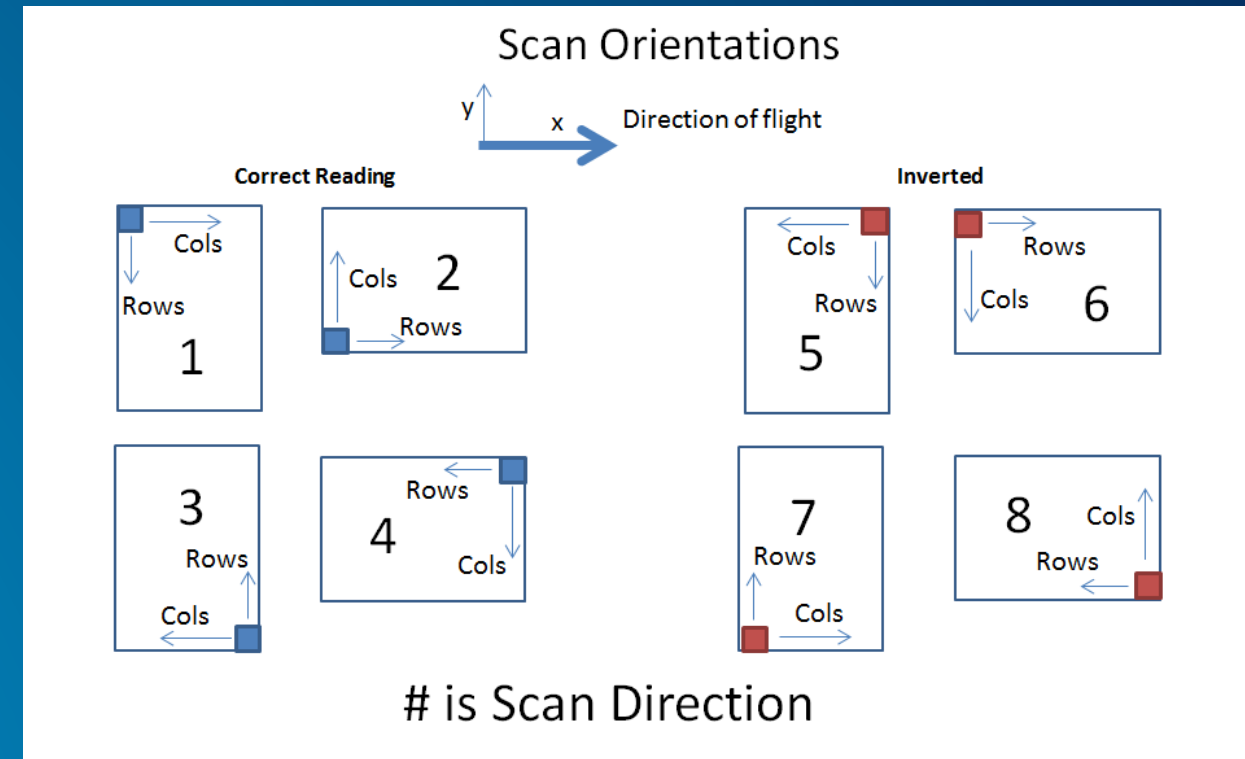 Scan Orientations
y
x
Direction of flight
Correct Reading
Cols
Rows
1
Cols
2
Rows
3
Rows
Cols
Rows
4
Cols
Inverted
Cols
Rows
5
Rows
Cols
6
7
Rows
Cols
8
Cols
Rows
# is Scan Direction